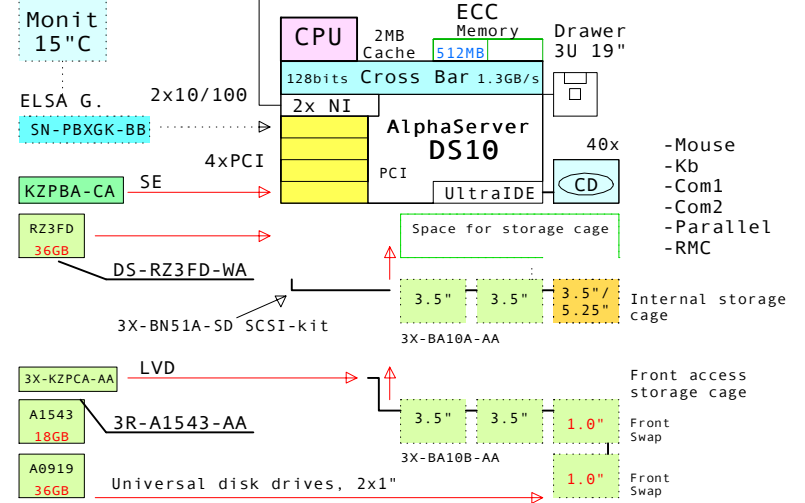 Monit
15"C
ECC
Memory
Drawer
3U 19"
CPU
2MB
Cache
512MB
128bits Cross Bar 1.3GB/s
ELSA G.
2x10/100
2x NI
SN-PBXGK-BB
AlphaServer
DS10
4xPCI
PCI
40x
CD
UltraIDE
-Mouse
-Kb
-Com1
-Com2
-Parallel
-RMC
KZPBA-CA
SE
RZ3FD
36GB
Space for storage cage
DS-RZ3FD-WA
3.5"
3.5"
3.5"/
5.25"
Internal storage
cage
3X-BN51A-SD SCSI-kit
3X-BA10A-AA
3X-KZPCA-AA
LVD
Front access
storage cage
A1543
18GB
3R-A1543-AA
3.5"
3.5"
1.0"
Front
Swap
3X-BA10B-AA
A0919
36GB
Universal disk drives, 2x1"
1.0"
Front
Swap